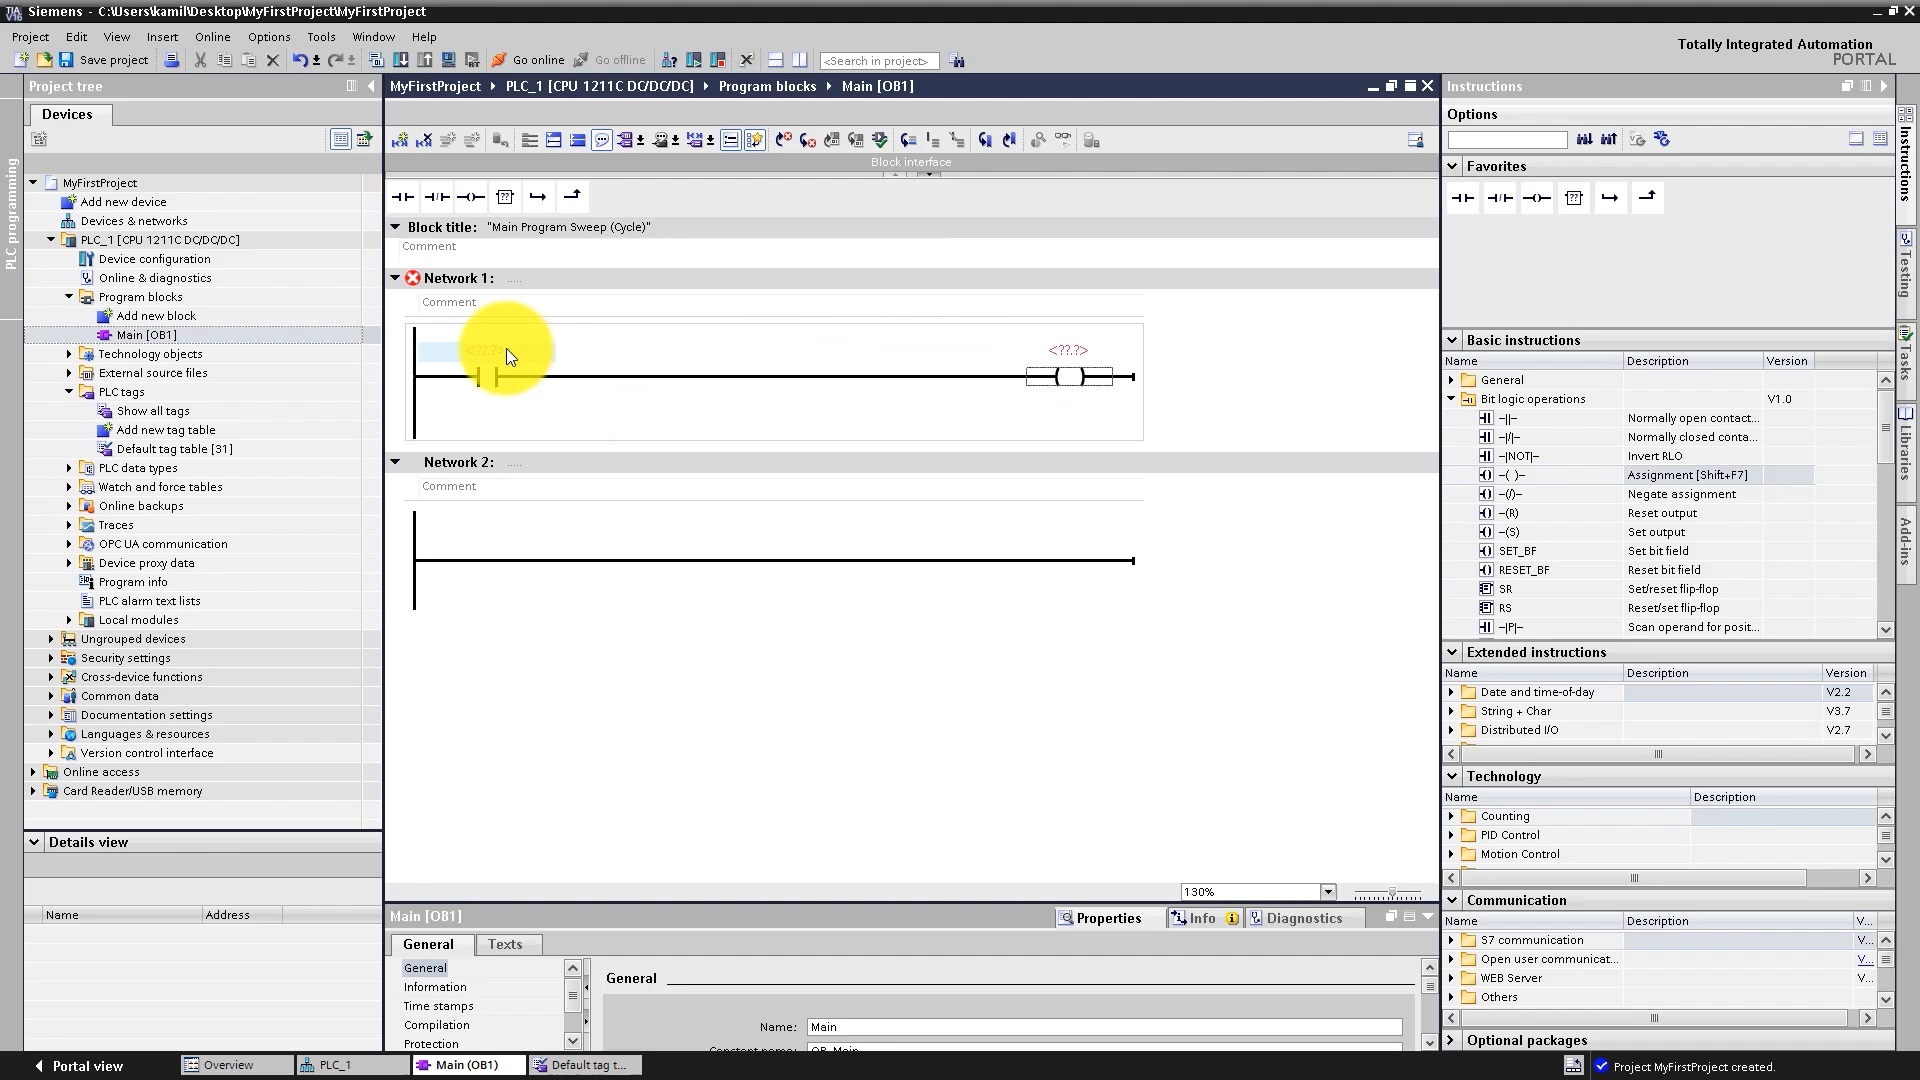 Siemens - C:\Users\kamil\Desktop\MyFirstProject\MyFirstProject
Project Edit View Insert Online Options Tools Window Help
Totally Integrated Automation
PORTAL
Save project
Go online
Go offline
<Search in project>
Project tree
Devices
PLC programming
MyFirstProject
Add new device
Devices & networks
PLC_1 [CPU 1211C DC/DC/DC]
Device configuration
Online & diagnostics
Program blocks
Add new block
Main [OB1]
Technology objects
External source files
PLC tags
Show all tags
Add new tag table
Default tag table [31]
PLC data types
Watch and force tables
Online backups
Traces
OPC UA communication
Device proxy data
Program info
PLC alarm text lists
Local modules
Ungrouped devices
Security settings
Cross-device functions
Common data
Documentation settings
Languages & resources
Version control interface
Online access
Card Reader/USB memory
Details view
Name Address
MyFirstProject PLC_1 [CPU 1211C DC/DC/DC] Program blocks Main [OB1]
Block interface
Block title: "Main Program Sweep (Cycle)"
Comment
Network 1: .....
Comment
<??.?> <??.?>
Network 2: .....
Comment
130%
Main [OB1]
Properties Info Diagnostics
General Texts
General
Information
Time stamps
Compilation
Protection
General
Name: Main
Instructions
Options
Favorites
Basic instructions
Name Description Version
General
Bit logic operations V1.0
-||- Normally open contact...
-|/|- Normally closed conta...
-|NOT|- Invert RLO
-( )- Assignment [Shift+F7]
-(/)- Negate assignment
-(R) Reset output
-(S) Set output
SET_BF Set bit field
RESET_BF Reset bit field
SR Set/reset flip-flop
RS Reset/set flip-flop
-|P|- Scan operand for posit...
Extended instructions
Name Description Version
Date and time-of-day V2.2
String + Char V3.7
Distributed I/O V2.7
Technology
Name Description
Counting
PID Control
Motion Control
Communication
Name Description V...
S7 communication V...
Open user communicat... V...
WEB Server V...
Others
Optional packages
Instructions
Testing
Tasks
Libraries
Add-ins
Portal view
Overview
PLC_1
Main (OB1)
Default tag t...
Project MyFirstProject created.